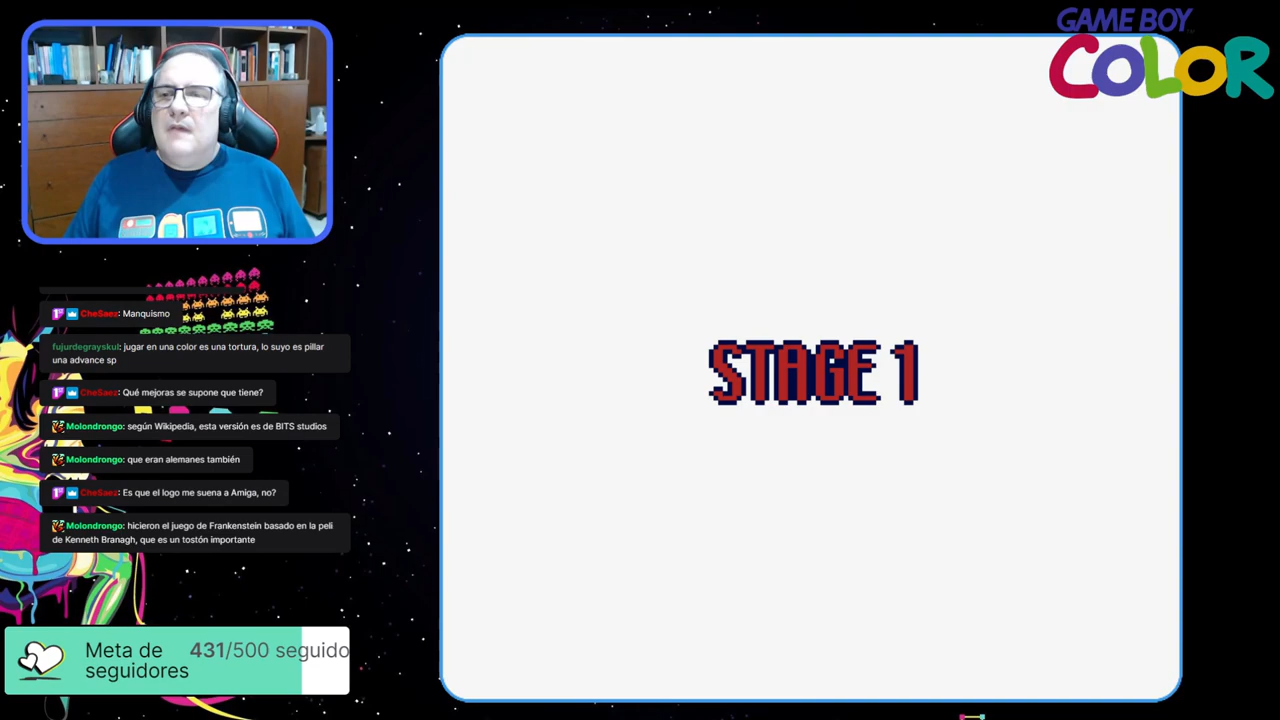 GAME BOY
COLOR
STAGE 1
CheSaez: Manquismo
fujurdegrayskul: jugar en una color es una tortura, lo suyo es pillar
una advance sp
CheSaez: Qué mejoras se supone que tiene?
Molondrongo: según Wikipedia, esta versión es de BITS studios
Molondrongo: que eran alemanes también
CheSaez: Es que el logo me suena a Amiga, no?
Molondrongo: hicieron el juego de Frankenstein basado en la peli
de Kenneth Branagh, que es un tostón importante
Meta de
seguidores
431/500 seguido